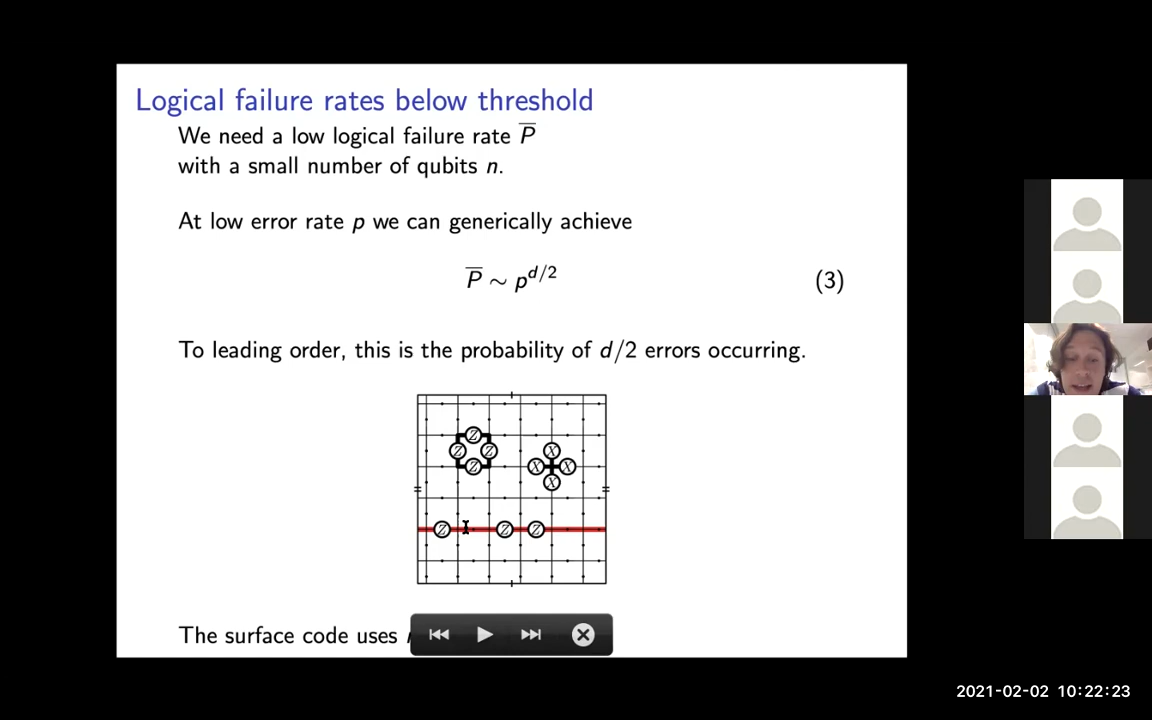 Logical failure rates below threshold
We need a low logical failure rate P̅
with a small number of qubits n.
At low error rate p we can generically achieve
P̅ ∼ p^{d/2} (3)
To leading order, this is the probability of d/2 errors occurring.
Z
Z Z X
Z X X
X
Z Z Z
The surface code uses
2021-02-02 10:22:23